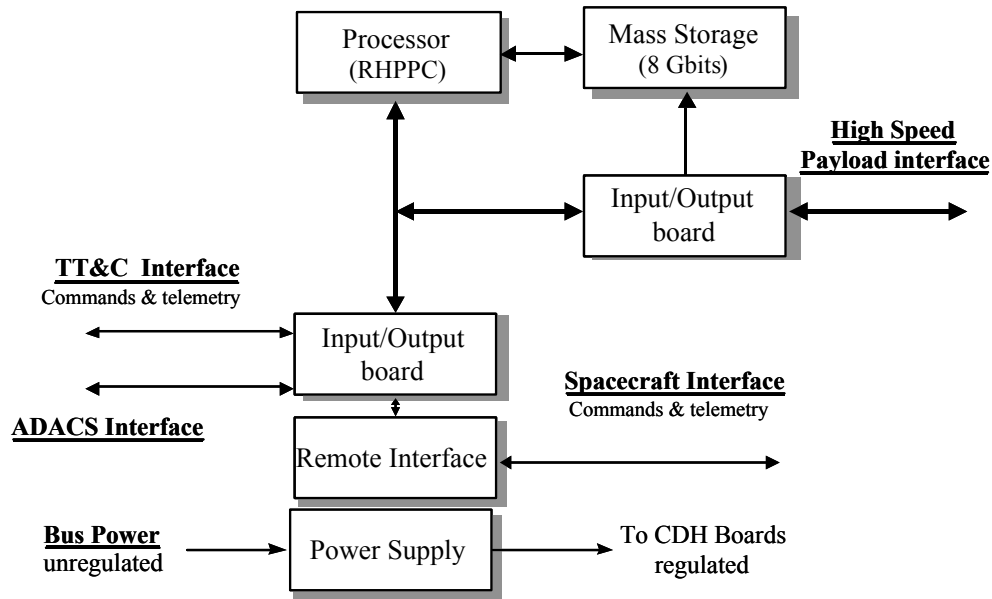 Processor
(RHPPC)
Mass Storage
(8 Gbits)
High Speed
Payload interface
Input/Output
board
TT&C Interface
Commands & telemetry
Input/Output
board
ADACS Interface
Spacecraft Interface
Commands & telemetry
Remote Interface
Bus Power
unregulated
Power Supply
To CDH Boards
regulated